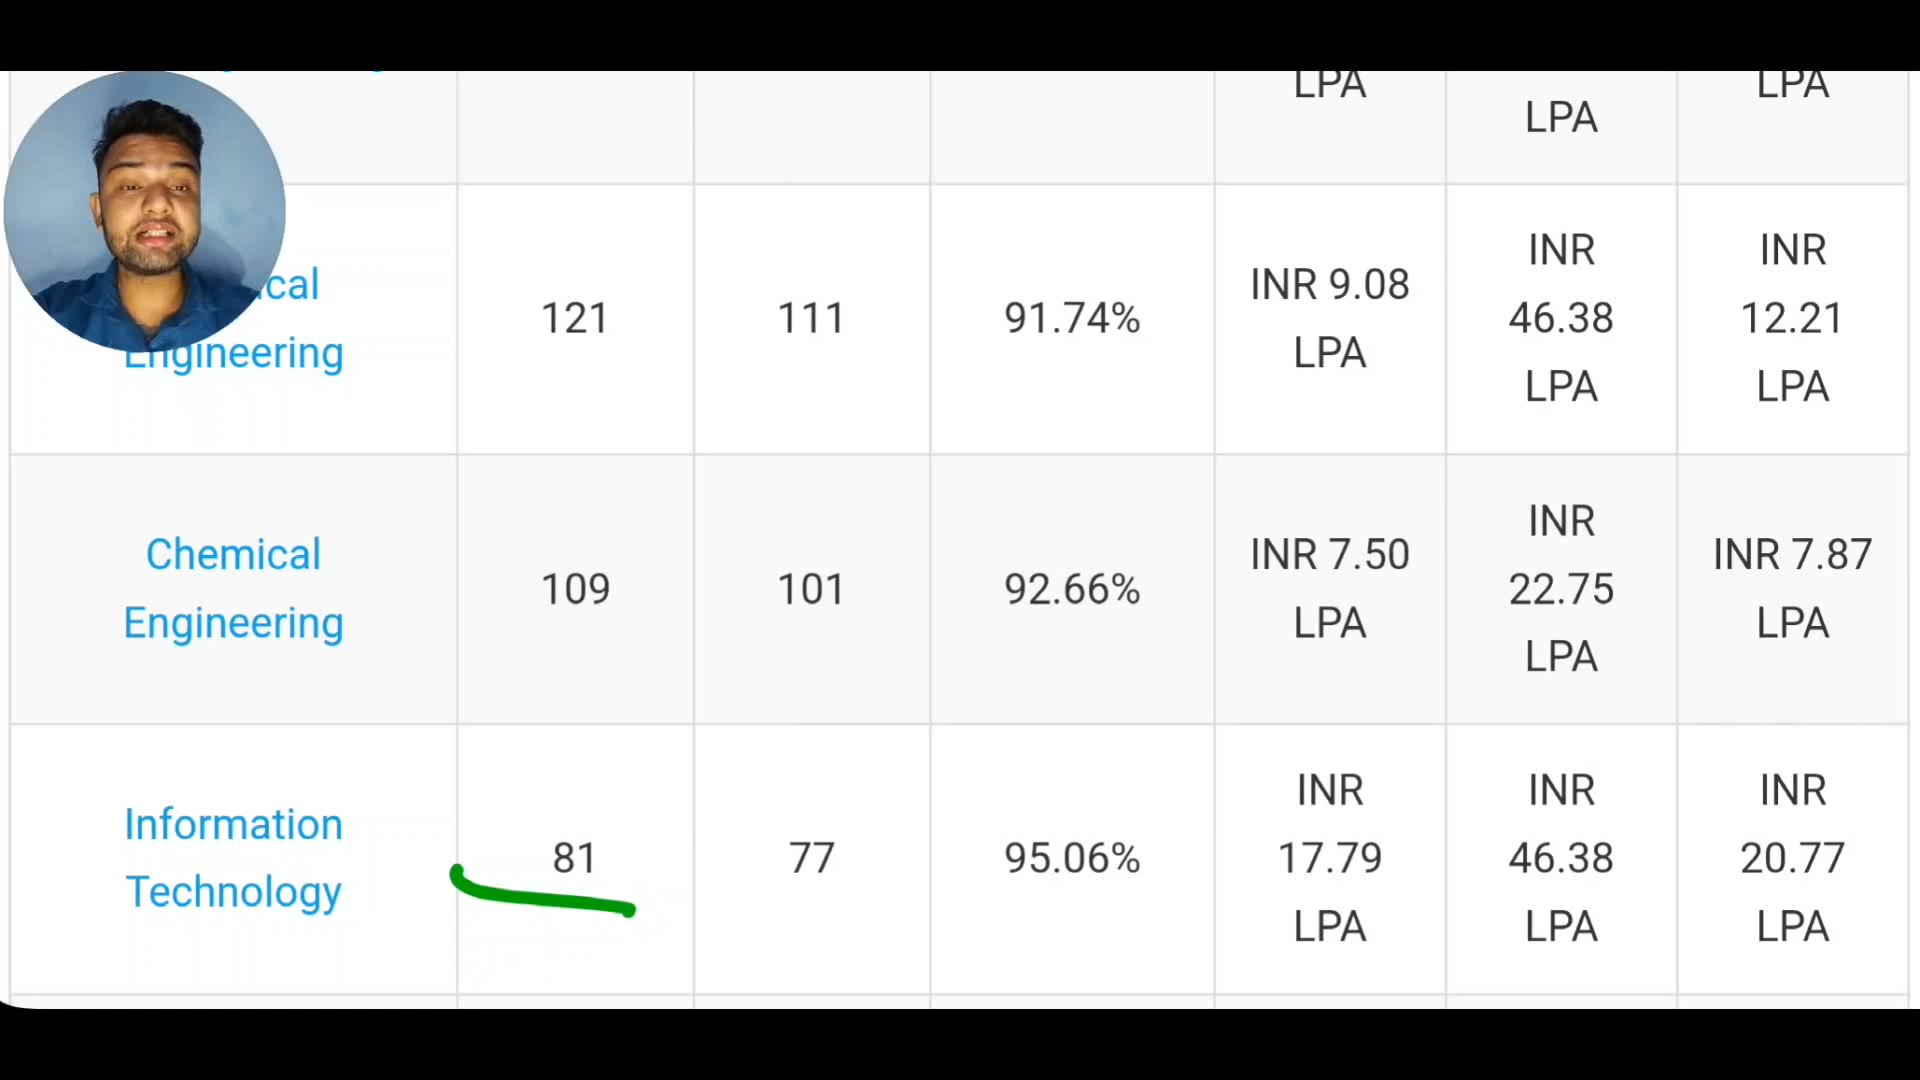 LPA
LPA
LPA
cal
Engineering
121
111
91.74%
INR 9.08
LPA
INR
46.38
LPA
INR
12.21
LPA
Chemical
Engineering
109
101
92.66%
INR 7.50
LPA
INR
22.75
LPA
INR 7.87
LPA
Information
Technology
81
77
95.06%
INR
17.79
LPA
INR
46.38
LPA
INR
20.77
LPA